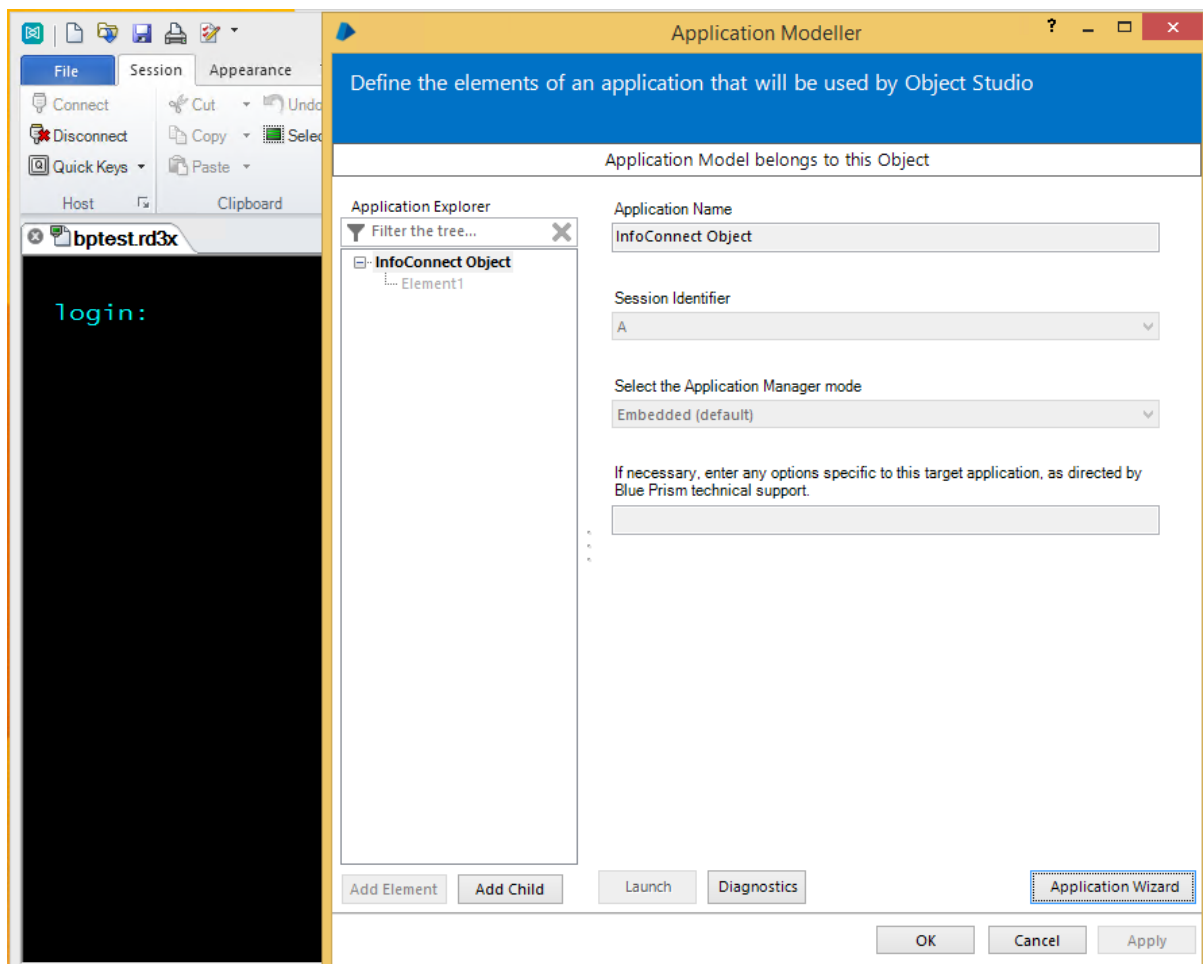 Application Modeller
?
File
Session
Appearance
Connect
Cut
Undo
Disconnect
Copy
Selec
Quick Keys
Paste
Host
Clipboard
bptest.rd3x
login:
Define the elements of an application that will be used by Object Studio
Application Model belongs to this Object
Application Explorer
Filter the tree...
InfoConnect Object
Element1
Application Name
InfoConnect Object
Session Identifier
A
Select the Application Manager mode
Embedded (default)
If necessary, enter any options specific to this target application, as directed by
Blue Prism technical support.
Add Element
Add Child
Launch
Diagnostics
Application Wizard
OK
Cancel
Apply